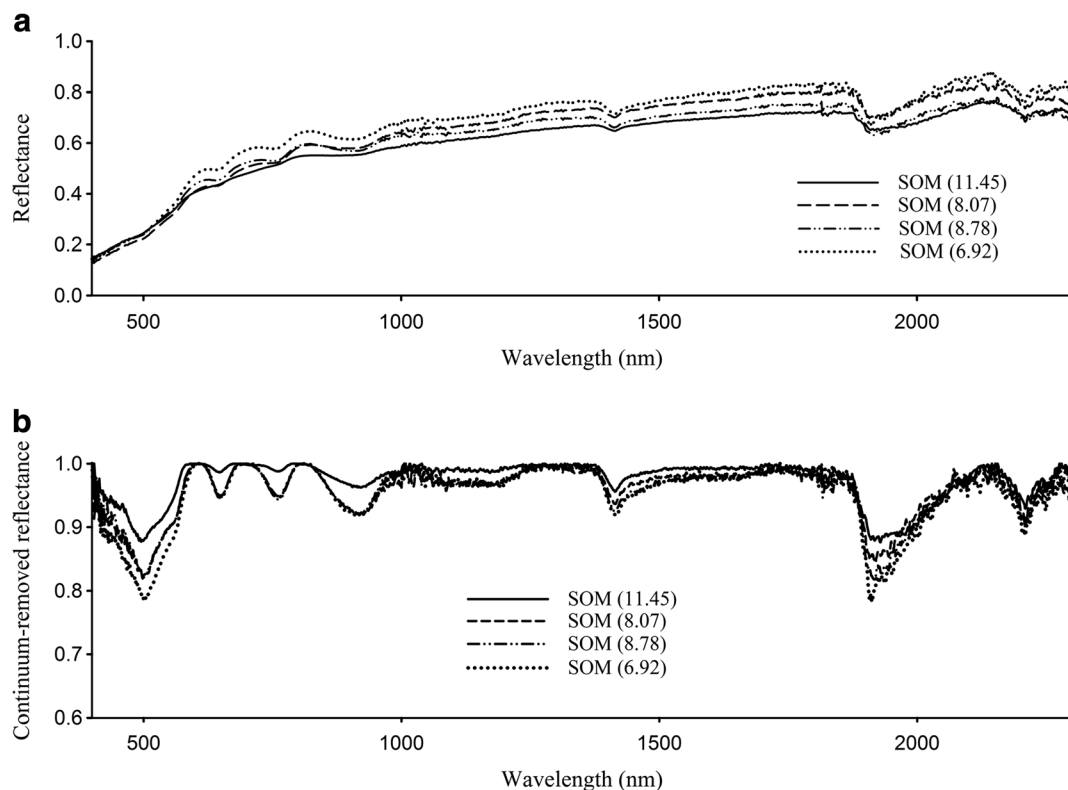 a
1.0
0.8
0.6
0.4
0.2
0.0
Reflectance
SOM (11.45)
SOM (8.07)
SOM (8.78)
SOM (6.92)
500
1000
1500
2000
Wavelength (nm)
b
1.0
0.9
0.8
0.7
0.6
Continuum-removed reflectance
SOM (11.45)
SOM (8.07)
SOM (8.78)
SOM (6.92)
500
1000
1500
2000
Wavelength (nm)